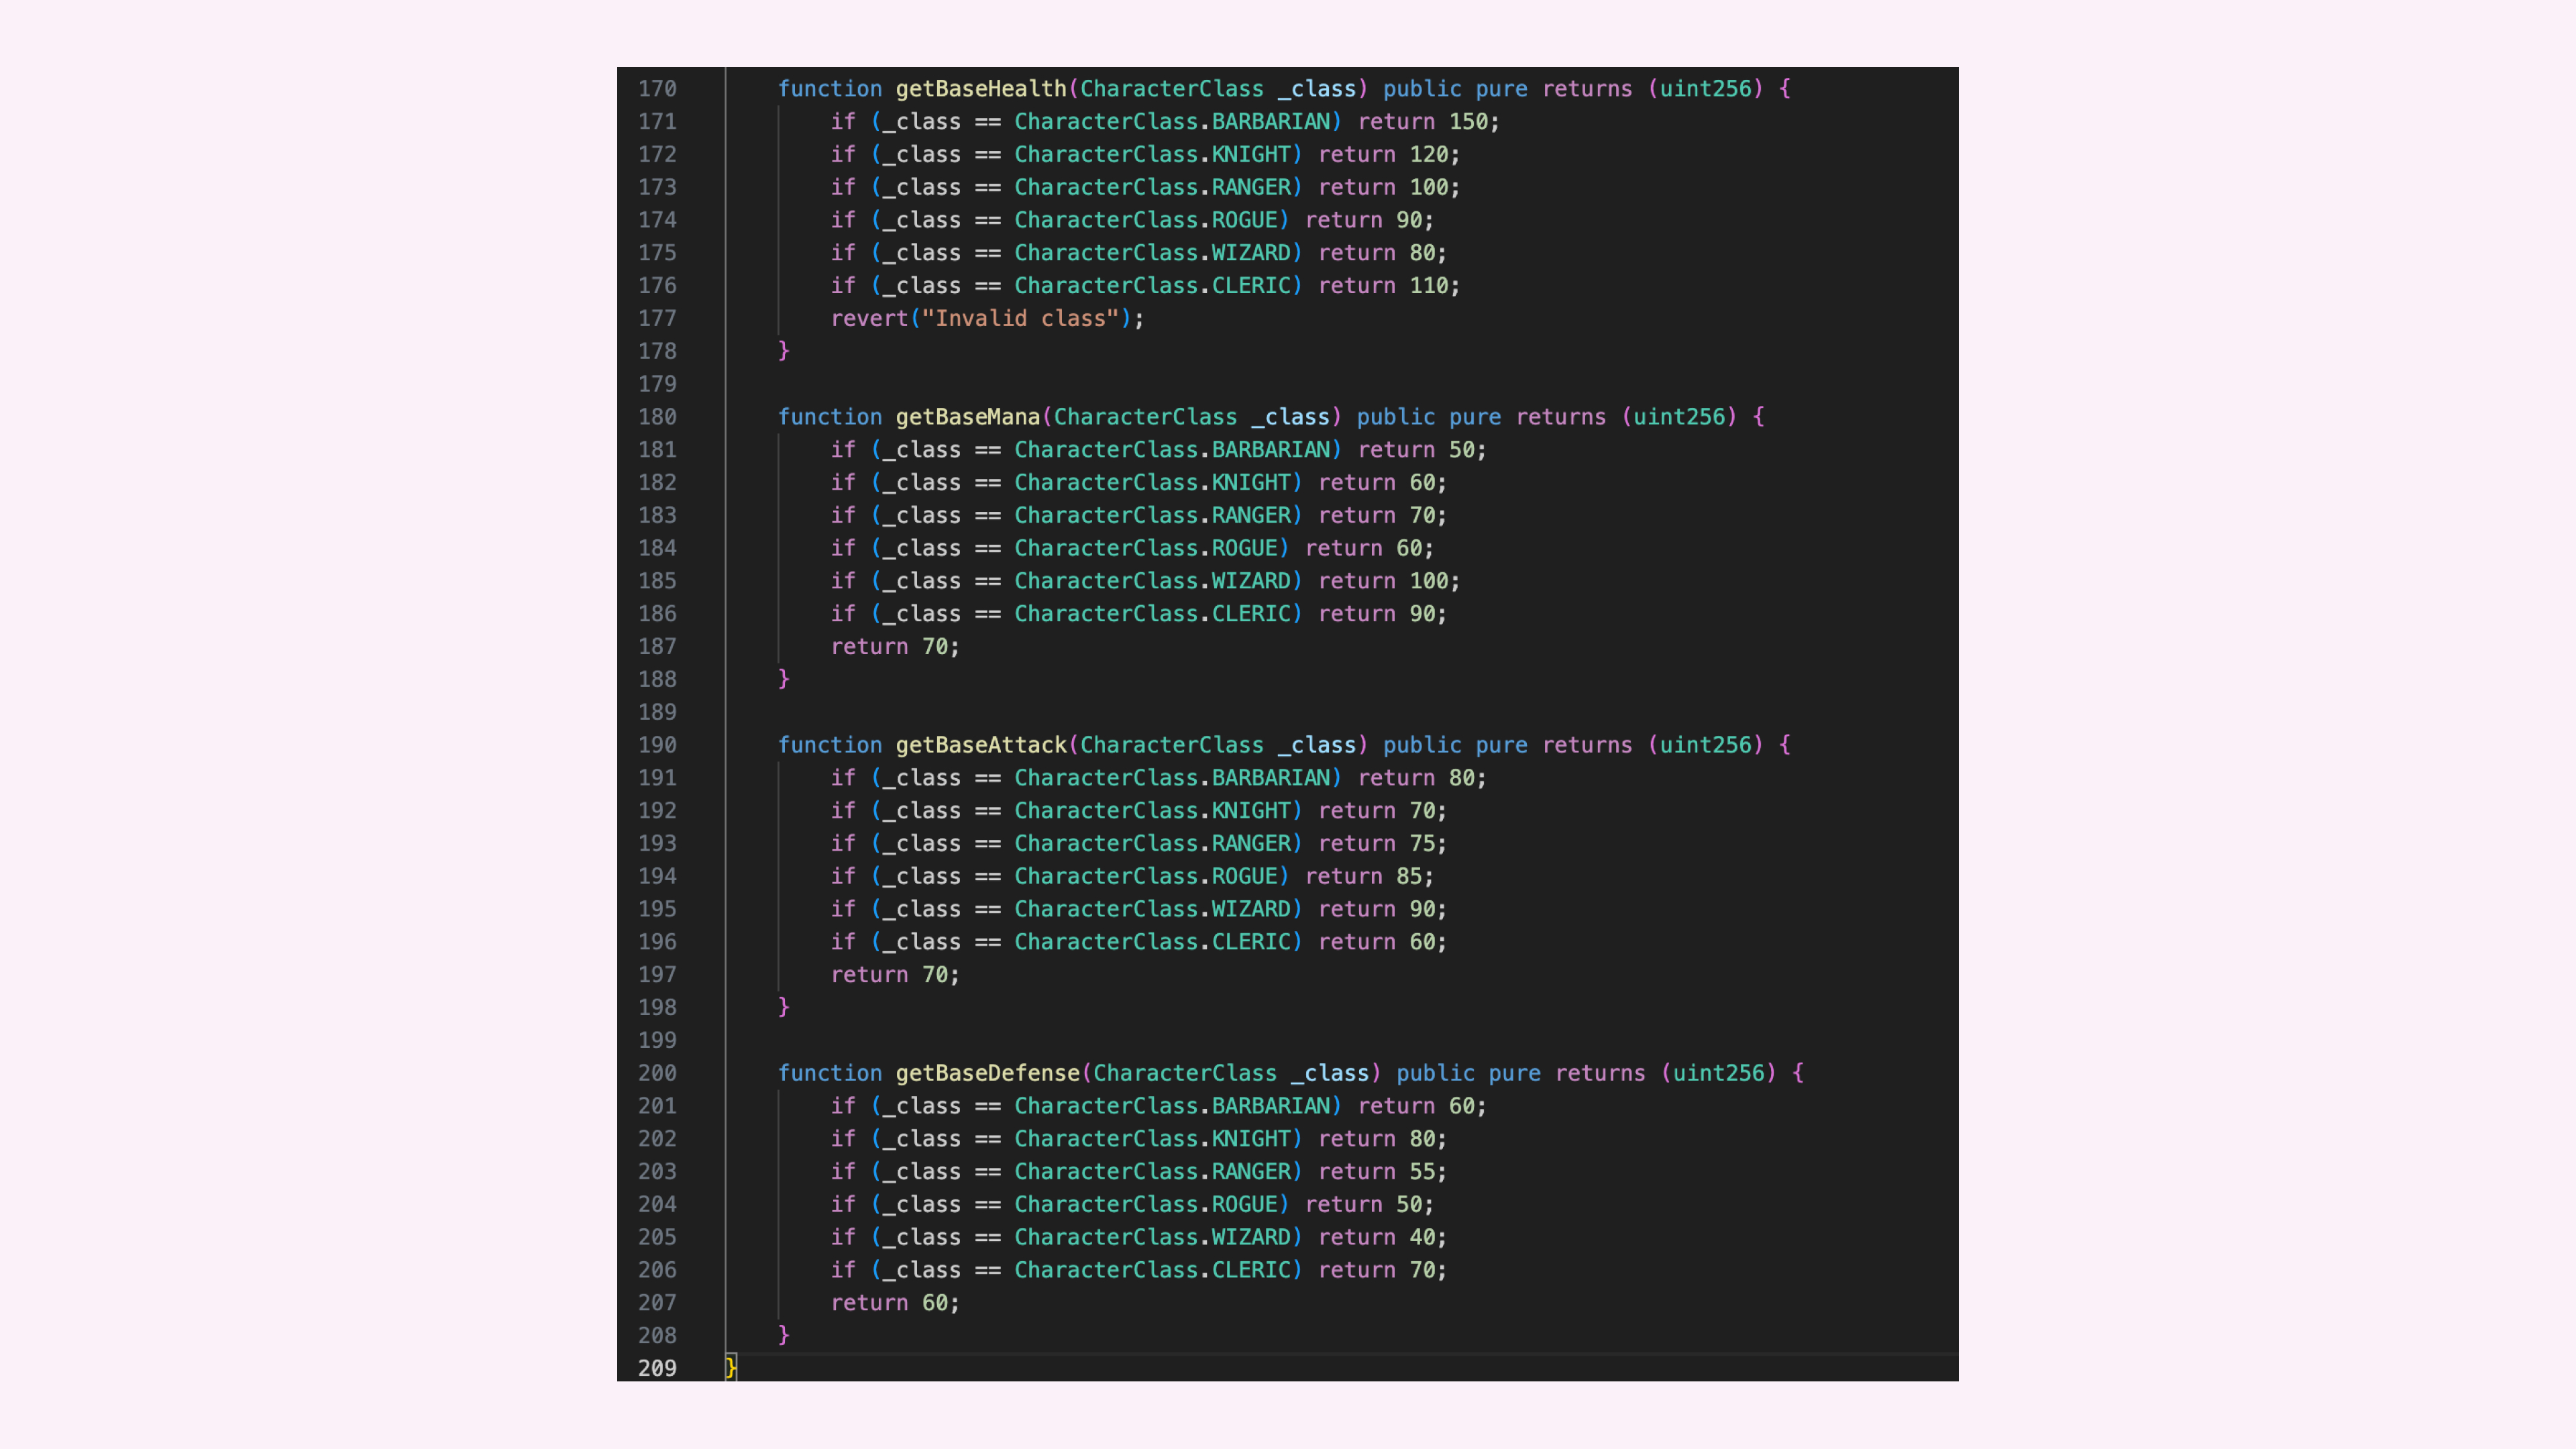 170 function getBaseHealth(CharacterClass _class) public pure returns (uint256) {
171 if (_class == CharacterClass.BARBARIAN) return 150;
172 if (_class == CharacterClass.KNIGHT) return 120;
173 if (_class == CharacterClass.RANGER) return 100;
174 if (_class == CharacterClass.ROGUE) return 90;
175 if (_class == CharacterClass.WIZARD) return 80;
176 if (_class == CharacterClass.CLERIC) return 110;
177 revert("Invalid class");
178 }
179
180 function getBaseMana(CharacterClass _class) public pure returns (uint256) {
181 if (_class == CharacterClass.BARBARIAN) return 50;
182 if (_class == CharacterClass.KNIGHT) return 60;
183 if (_class == CharacterClass.RANGER) return 70;
184 if (_class == CharacterClass.ROGUE) return 60;
185 if (_class == CharacterClass.WIZARD) return 100;
186 if (_class == CharacterClass.CLERIC) return 90;
187 return 70;
188 }
189
190 function getBaseAttack(CharacterClass _class) public pure returns (uint256) {
191 if (_class == CharacterClass.BARBARIAN) return 80;
192 if (_class == CharacterClass.KNIGHT) return 70;
193 if (_class == CharacterClass.RANGER) return 75;
194 if (_class == CharacterClass.ROGUE) return 85;
195 if (_class == CharacterClass.WIZARD) return 90;
196 if (_class == CharacterClass.CLERIC) return 60;
197 return 70;
198 }
199
200 function getBaseDefense(CharacterClass _class) public pure returns (uint256) {
201 if (_class == CharacterClass.BARBARIAN) return 60;
202 if (_class == CharacterClass.KNIGHT) return 80;
203 if (_class == CharacterClass.RANGER) return 55;
204 if (_class == CharacterClass.ROGUE) return 50;
205 if (_class == CharacterClass.WIZARD) return 40;
206 if (_class == CharacterClass.CLERIC) return 70;
207 return 60;
208 }
209 }